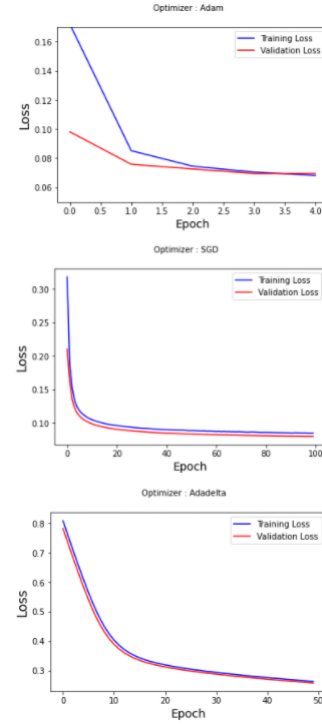 Optimizer : Adam
0.16
0.14
0.12
0.10
0.08
0.06
Loss
Training Loss
Validation Loss
0.0 0.5 1.0 1.5 2.0 2.5 3.0 3.5 4.0
Epoch
Optimizer : SGD
0.30
0.25
0.20
0.15
0.10
Loss
Training Loss
Validation Loss
0 20 40 60 80 100
Epoch
Optimizer : Adadelta
0.8
0.7
0.6
0.5
0.4
0.3
Loss
Training Loss
Validation Loss
0 10 20 30 40 50
Epoch